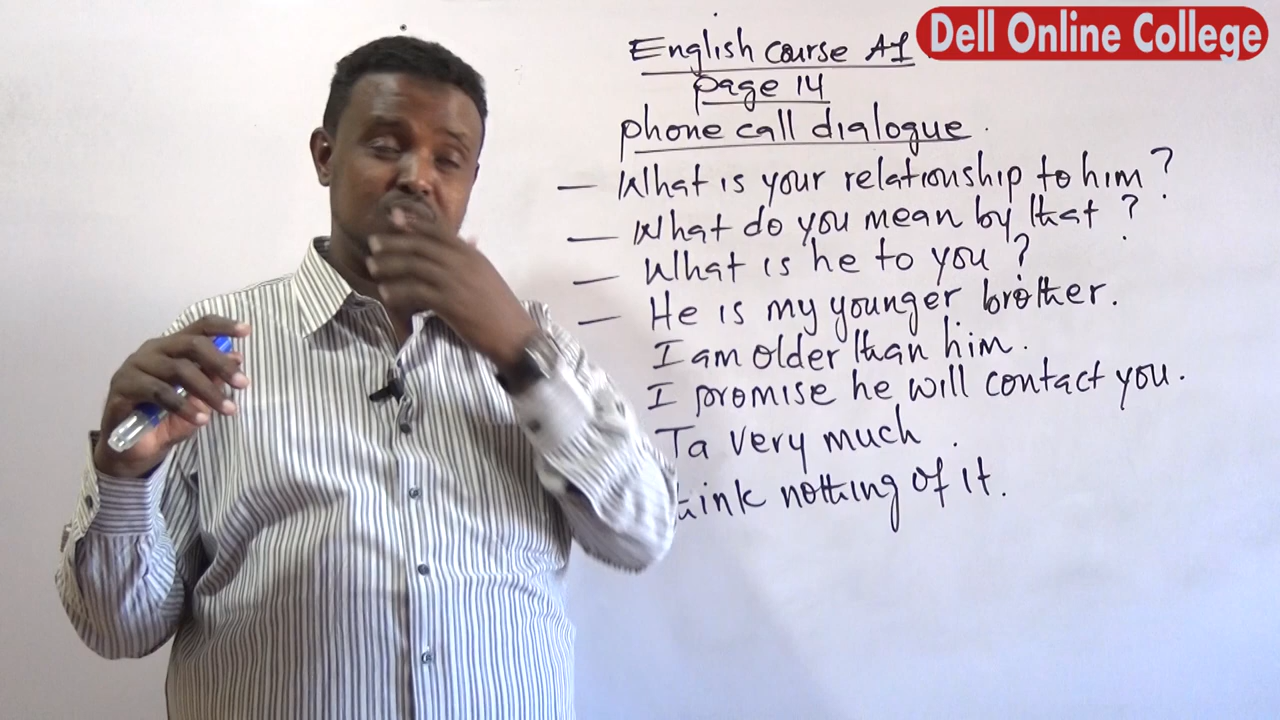 Dell Online College
English course A1
page 14
phone call dialogue.
— What is your relationship to him?
— What do you mean by that?
— What is he to you?
— He is my younger brother.
I am older than him.
I promise he will contact you.
Ta very much.
nothing of it.